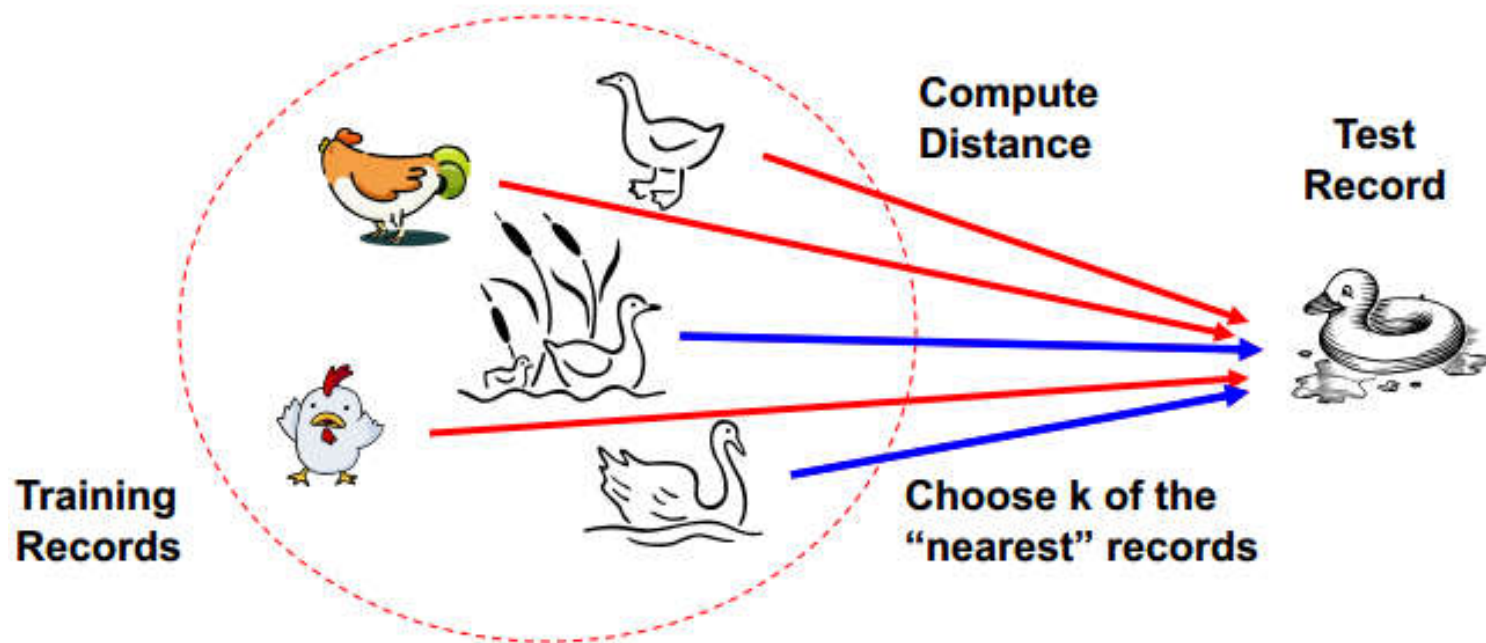 Compute
Distance
Test
Record
Training
Records
Choose k of the
“nearest” records